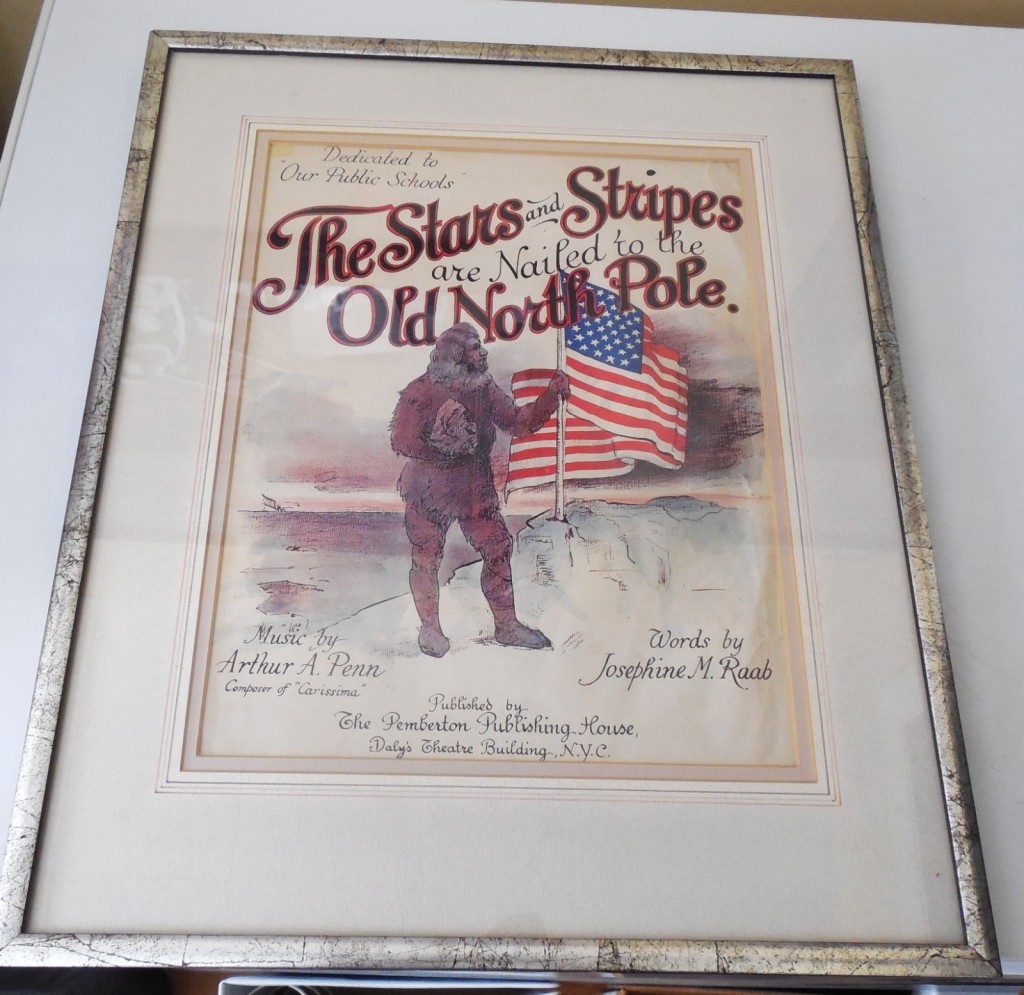 Dedicated to
"Our Public Schools"
The Stars and Stripes
are Nailed to the
Old North Pole.
Music by
Arthur A. Penn
Composer of "Carissima"
Words by
Josephine M. Raab
Published by
The Pemberton Publishing House,
Daly's Theatre Building, N.Y.C.